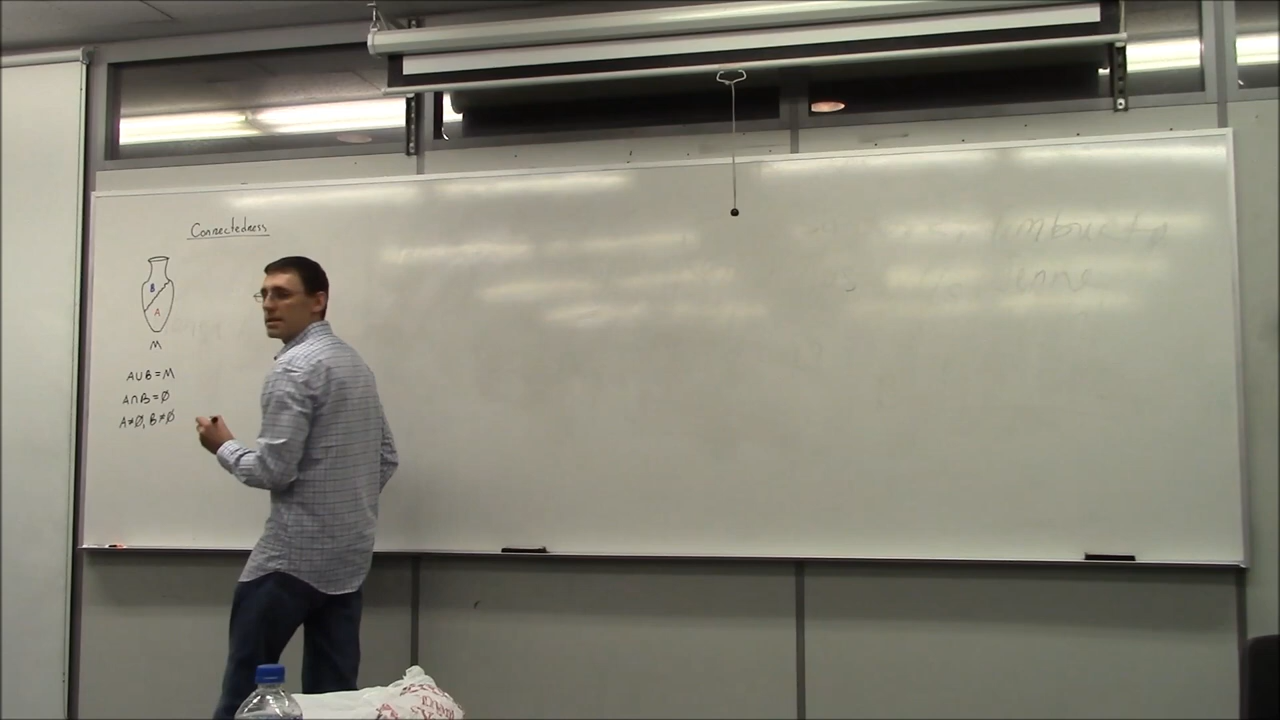 Connectedness
B
A
M
A∪B=M
A∩B=∅
A≠∅, B≠∅